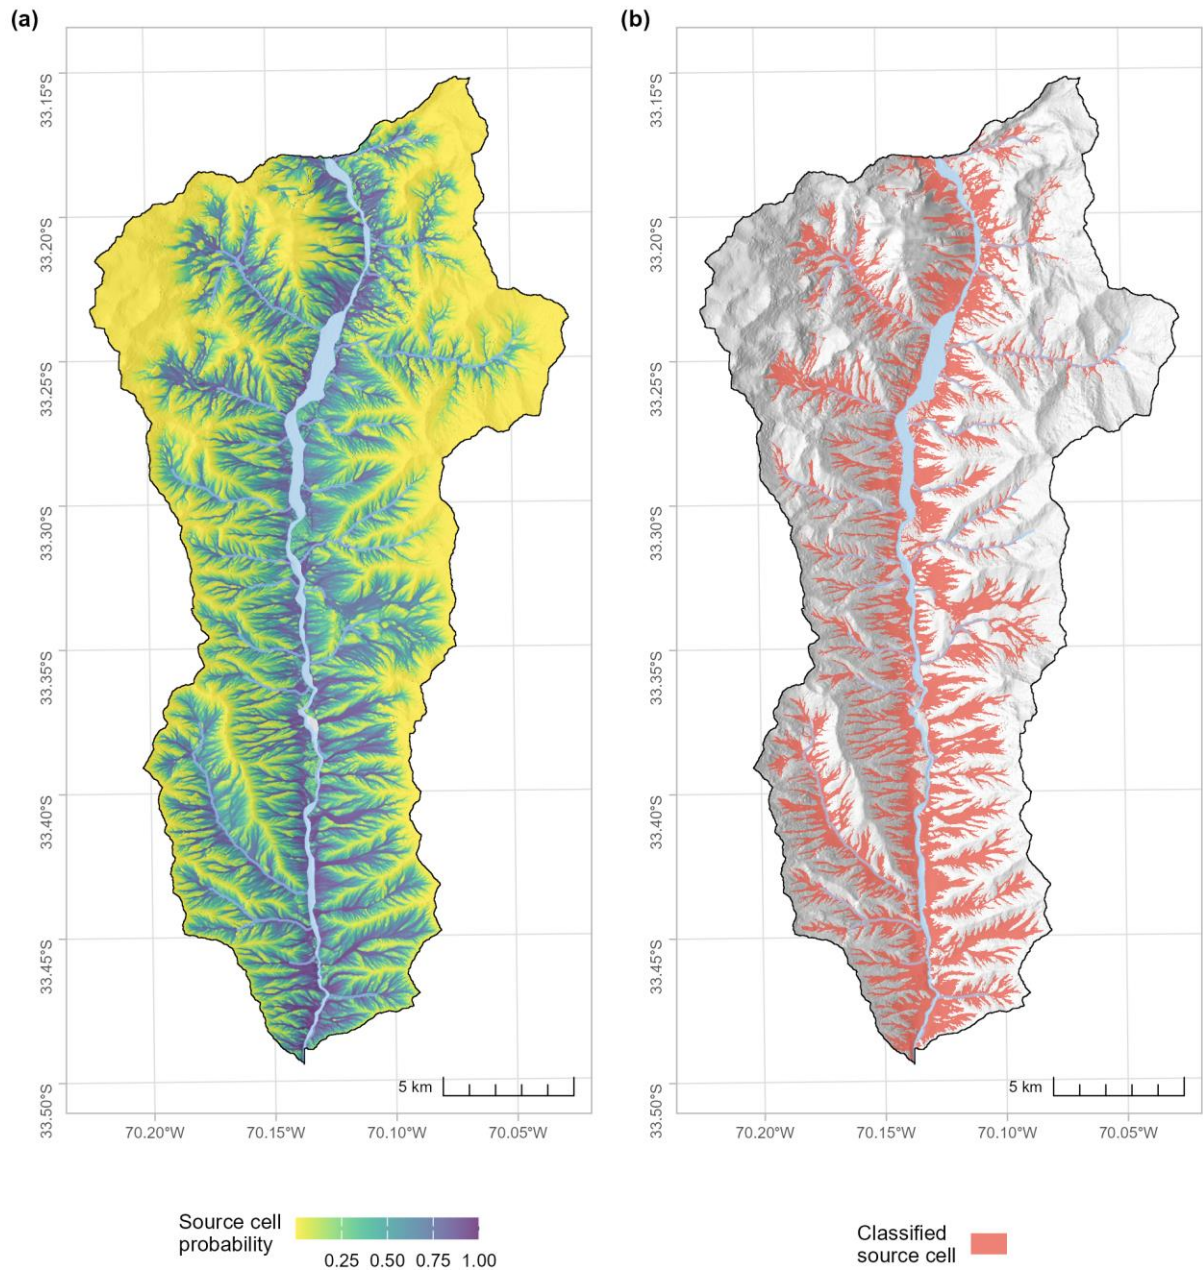 (a)
(b)
33.15°S
33.20°S
33.25°S
33.30°S
33.35°S
33.40°S
33.45°S
33.50°S
5 km
70.20°W 70.15°W 70.10°W 70.05°W
33.15°S
33.20°S
33.25°S
33.30°S
33.35°S
33.40°S
33.45°S
33.50°S
5 km
70.20°W 70.15°W 70.10°W 70.05°W
Source cell
probability
0.25 0.50 0.75 1.00
Classified
source cell